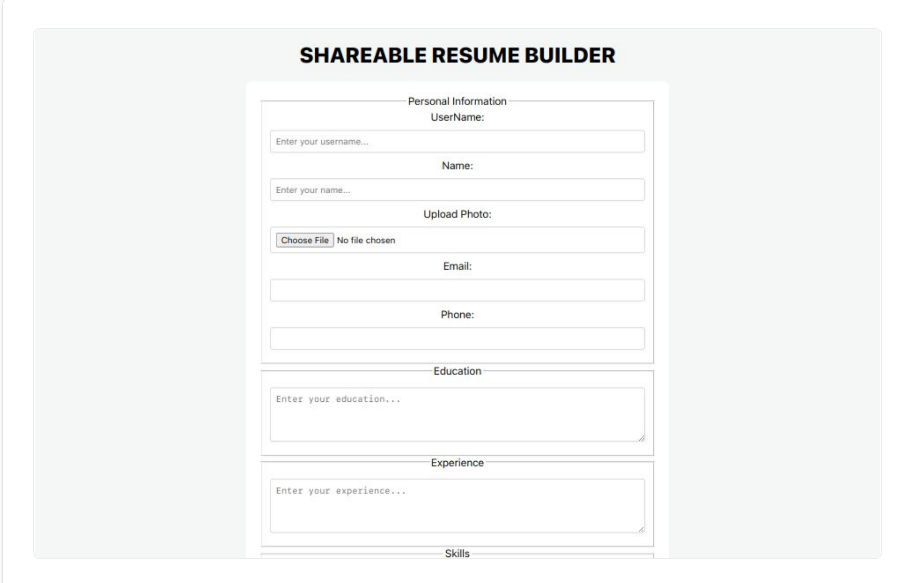 SHAREABLE RESUME BUILDER
Personal Information
UserName:
Enter your username...
Name:
Enter your name...
Upload Photo:
Choose File No file chosen
Email:
Phone:
Education
Enter your education...
Experience
Enter your experience...
Skills